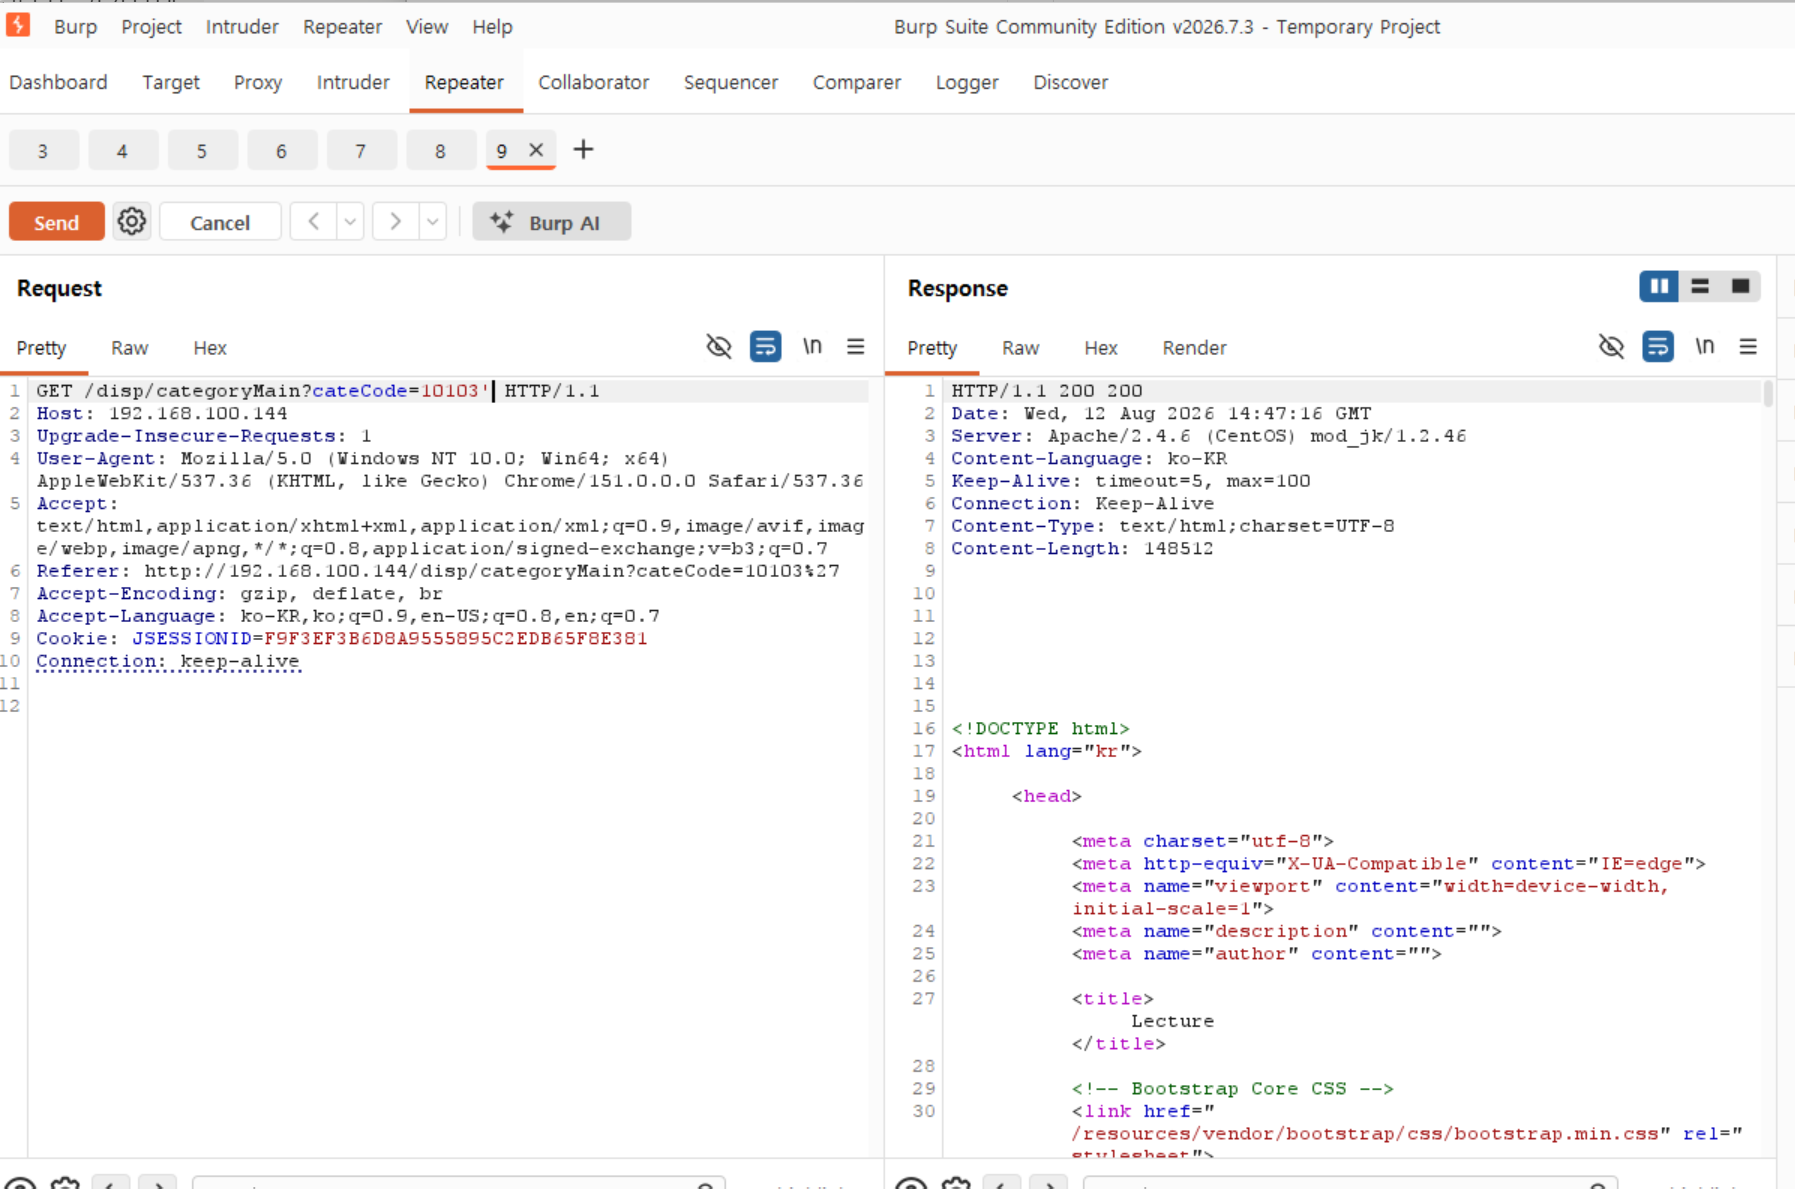 Burp Project Intruder Repeater View Help Burp Suite Community Edition v2026.7.3 - Temporary Project
Dashboard Target Proxy Intruder Repeater Collaborator Sequencer Comparer Logger Discover
3 4 5 6 7 8 9
Send Cancel Burp AI
Request
Pretty Raw Hex \n
1 GET /disp/categoryMain?cateCode=10103' HTTP/1.1
2 Host: 192.168.100.144
3 Upgrade-Insecure-Requests: 1
4 User-Agent: Mozilla/5.0 (Windows NT 10.0; Win64; x64)
AppleWebKit/537.36 (KHTML, like Gecko) Chrome/151.0.0.0 Safari/537.36
5 Accept:
text/html,application/xhtml+xml,application/xml;q=0.9,image/avif,imag
e/webp,image/apng,*/*;q=0.8,application/signed-exchange;v=b3;q=0.7
6 Referer: http://192.168.100.144/disp/categoryMain?cateCode=10103%27
7 Accept-Encoding: gzip, deflate, br
8 Accept-Language: ko-KR,ko;q=0.9,en-US;q=0.8,en;q=0.7
9 Cookie: JSESSIONID=F9F3EF3B6D8A9555895C2EDB65F8E381
10 Connection: keep-alive
11
12
Response
Pretty Raw Hex Render \n
1 HTTP/1.1 200 200
2 Date: Wed, 12 Aug 2026 14:47:16 GMT
3 Server: Apache/2.4.6 (CentOS) mod_jk/1.2.46
4 Content-Language: ko-KR
5 Keep-Alive: timeout=5, max=100
6 Connection: Keep-Alive
7 Content-Type: text/html;charset=UTF-8
8 Content-Length: 148512
9
10
11
12
13
14
15
16 <!DOCTYPE html>
17 <html lang="kr">
18
19 <head>
20
21 <meta charset="utf-8">
22 <meta http-equiv="X-UA-Compatible" content="IE=edge">
23 <meta name="viewport" content="width=device-width,
initial-scale=1">
24 <meta name="description" content="">
25 <meta name="author" content="">
26
27 <title>
Lecture
</title>
28
29 <!-- Bootstrap Core CSS -->
30 <link href="
/resources/vendor/bootstrap/css/bootstrap.min.css" rel="
stylesheet">